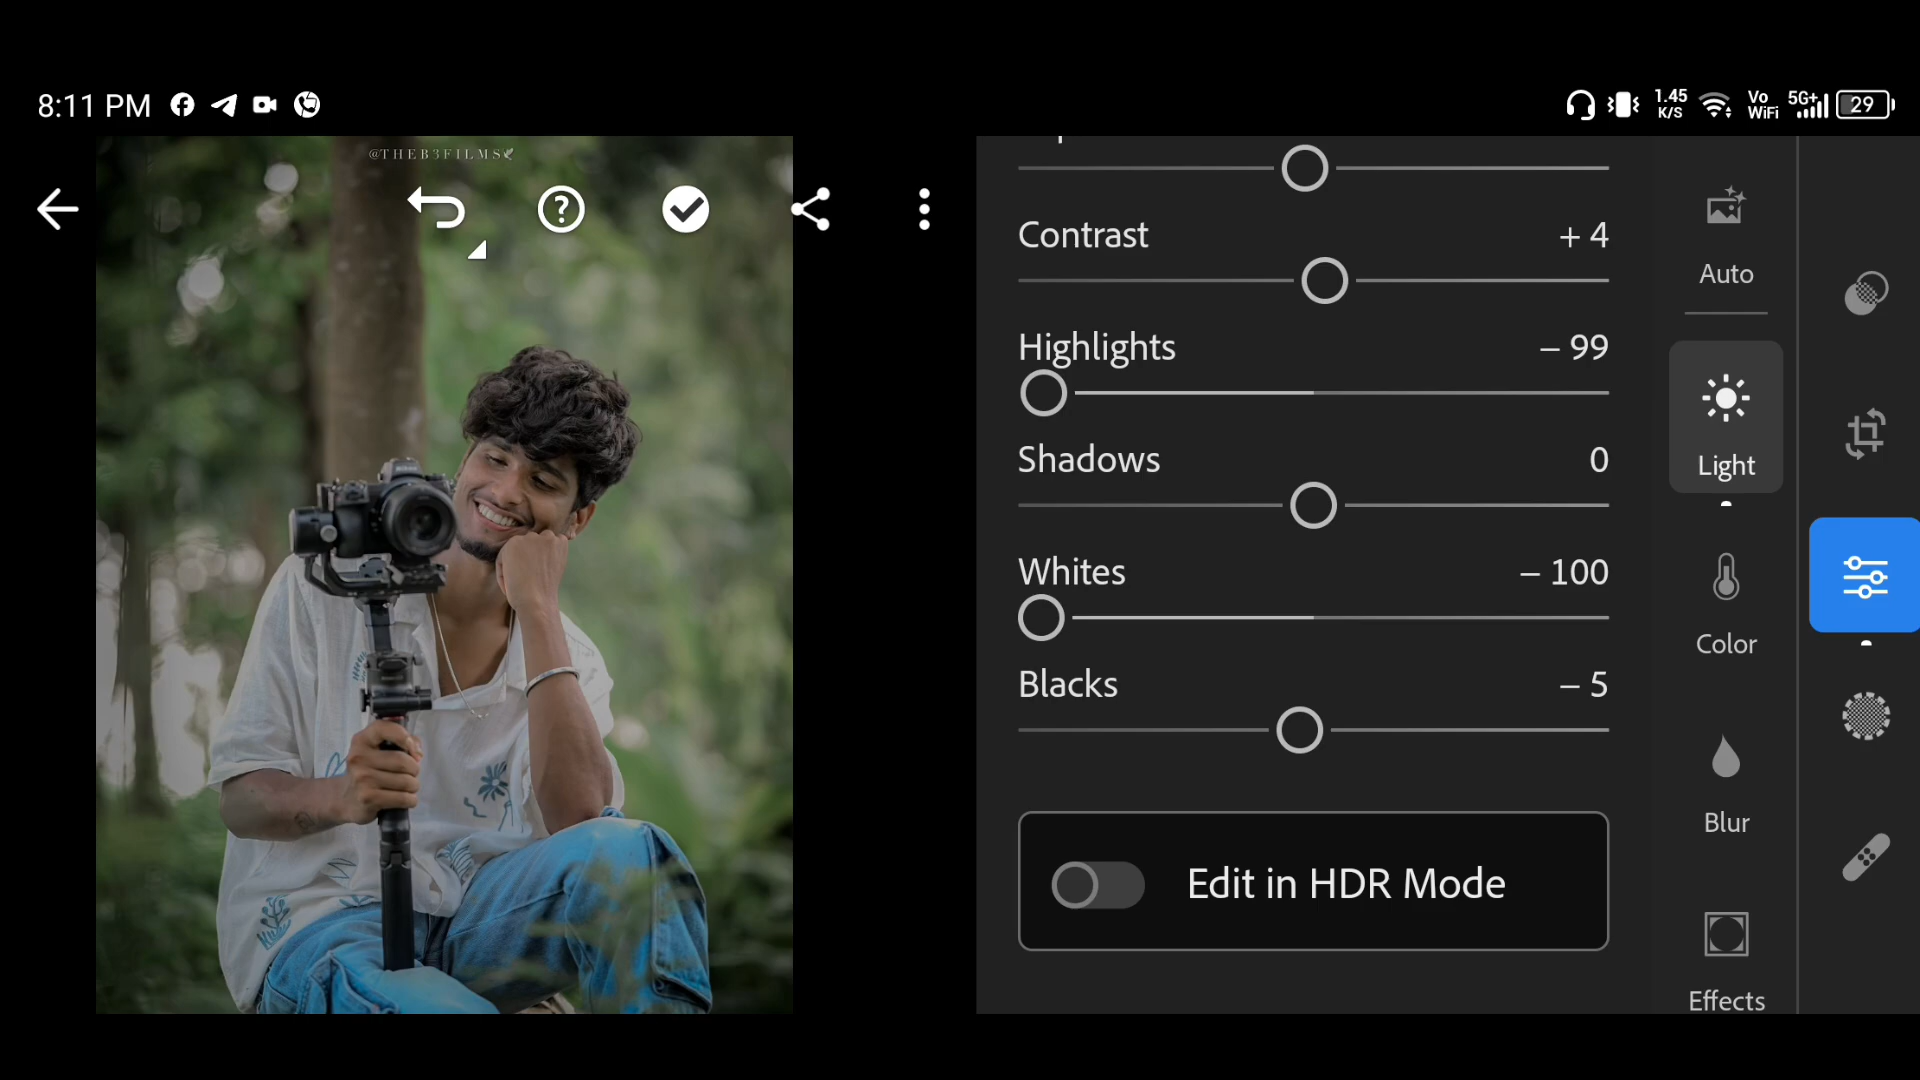 8:11 PM
1.45
K/S
Vo
WiFi
5G+
29
@THEB3FILMS
Contrast
+ 4
Highlights
– 99
Shadows
0
Whites
– 100
Blacks
– 5
Edit in HDR Mode
Auto
Light
Color
Blur
Effects